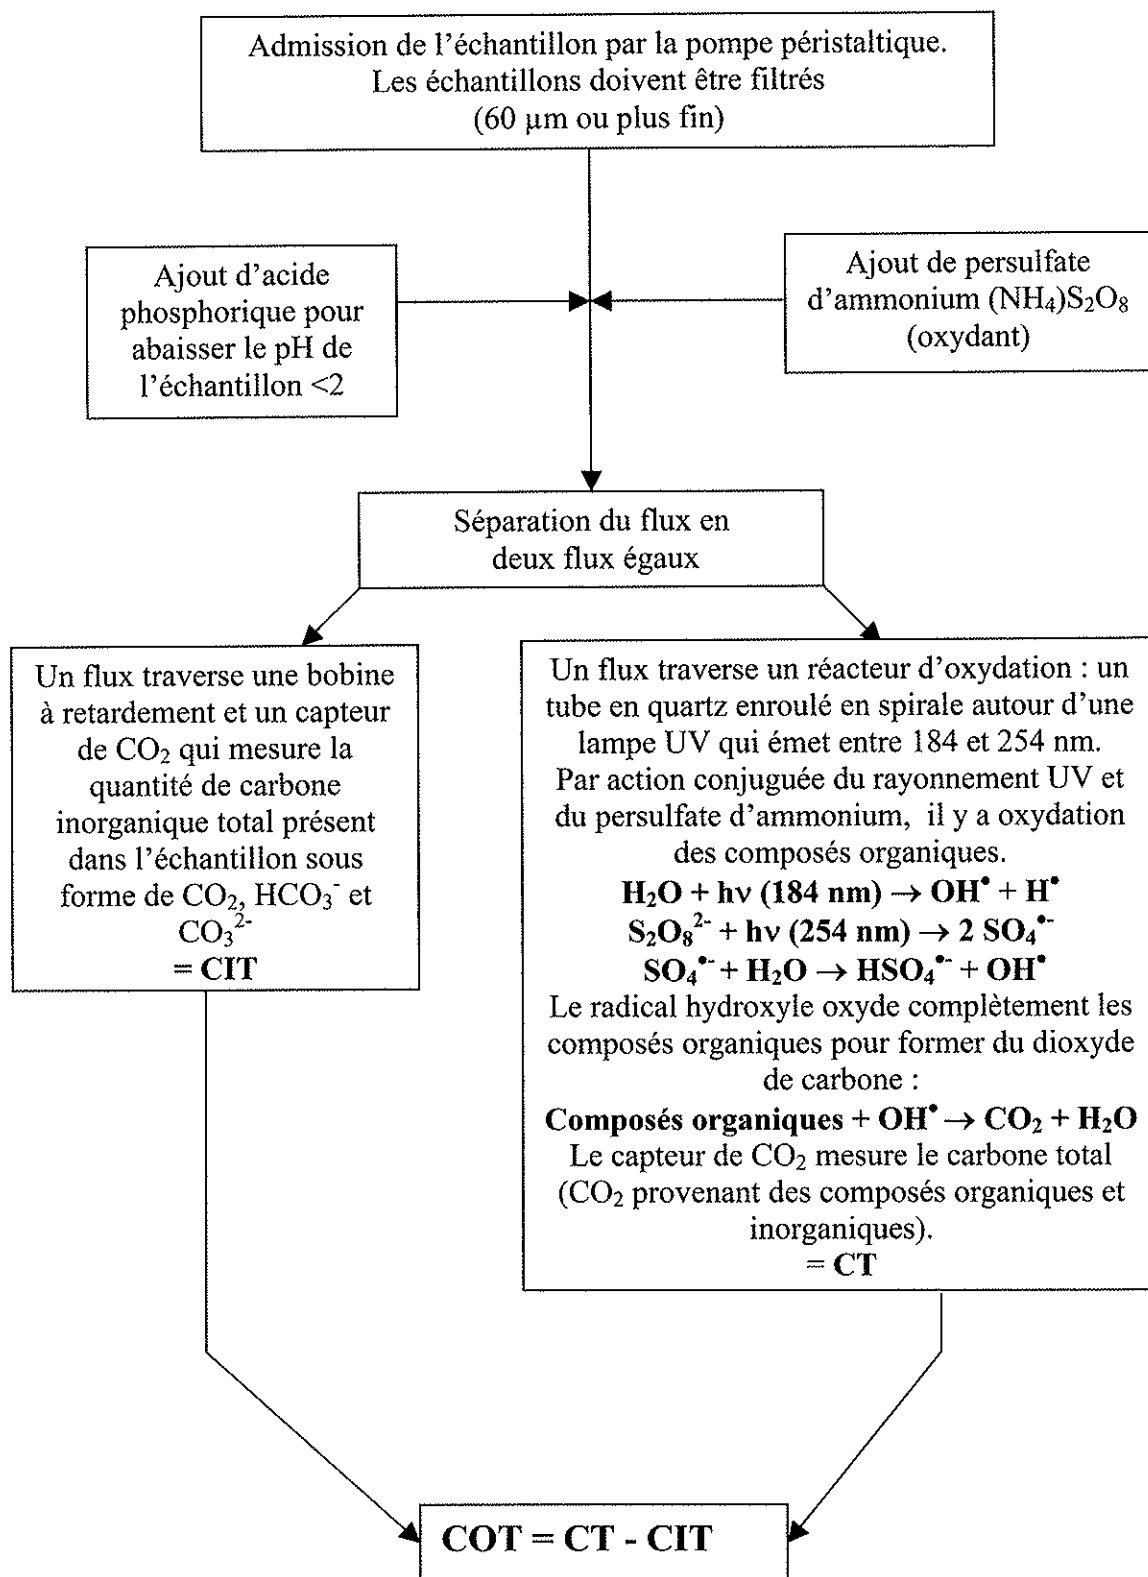 Admission de l'échantillon par la pompe péristaltique.
Les échantillons doivent être filtrés
(60 µm ou plus fin)
Ajout d'acide
phosphorique pour
abaisser le pH de
l'échantillon <2
Ajout de persulfate
d'ammonium (NH₄)S₂O₈
(oxydant)
Séparation du flux en
deux flux égaux
Un flux traverse une bobine
à retardement et un capteur
de CO₂ qui mesure la
quantité de carbone
inorganique total présent
dans l'échantillon sous
forme de CO₂, HCO₃⁻ et
CO₃²⁻
= CIT
Un flux traverse un réacteur d'oxydation : un
tube en quartz enroulé en spirale autour d'une
lampe UV qui émet entre 184 et 254 nm.
Par action conjuguée du rayonnement UV et
du persulfate d'ammonium, il y a oxydation
des composés organiques.
H₂O + hν (184 nm) → OH• + H•
S₂O₈²⁻ + hν (254 nm) → 2 SO₄•⁻
SO₄•⁻ + H₂O → HSO₄•⁻ + OH•
Le radical hydroxyle oxyde complètement les
composés organiques pour former du dioxyde
de carbone :
Composés organiques + OH• → CO₂ + H₂O
Le capteur de CO₂ mesure le carbone total
(CO₂ provenant des composés organiques et
inorganiques).
= CT
COT = CT - CIT